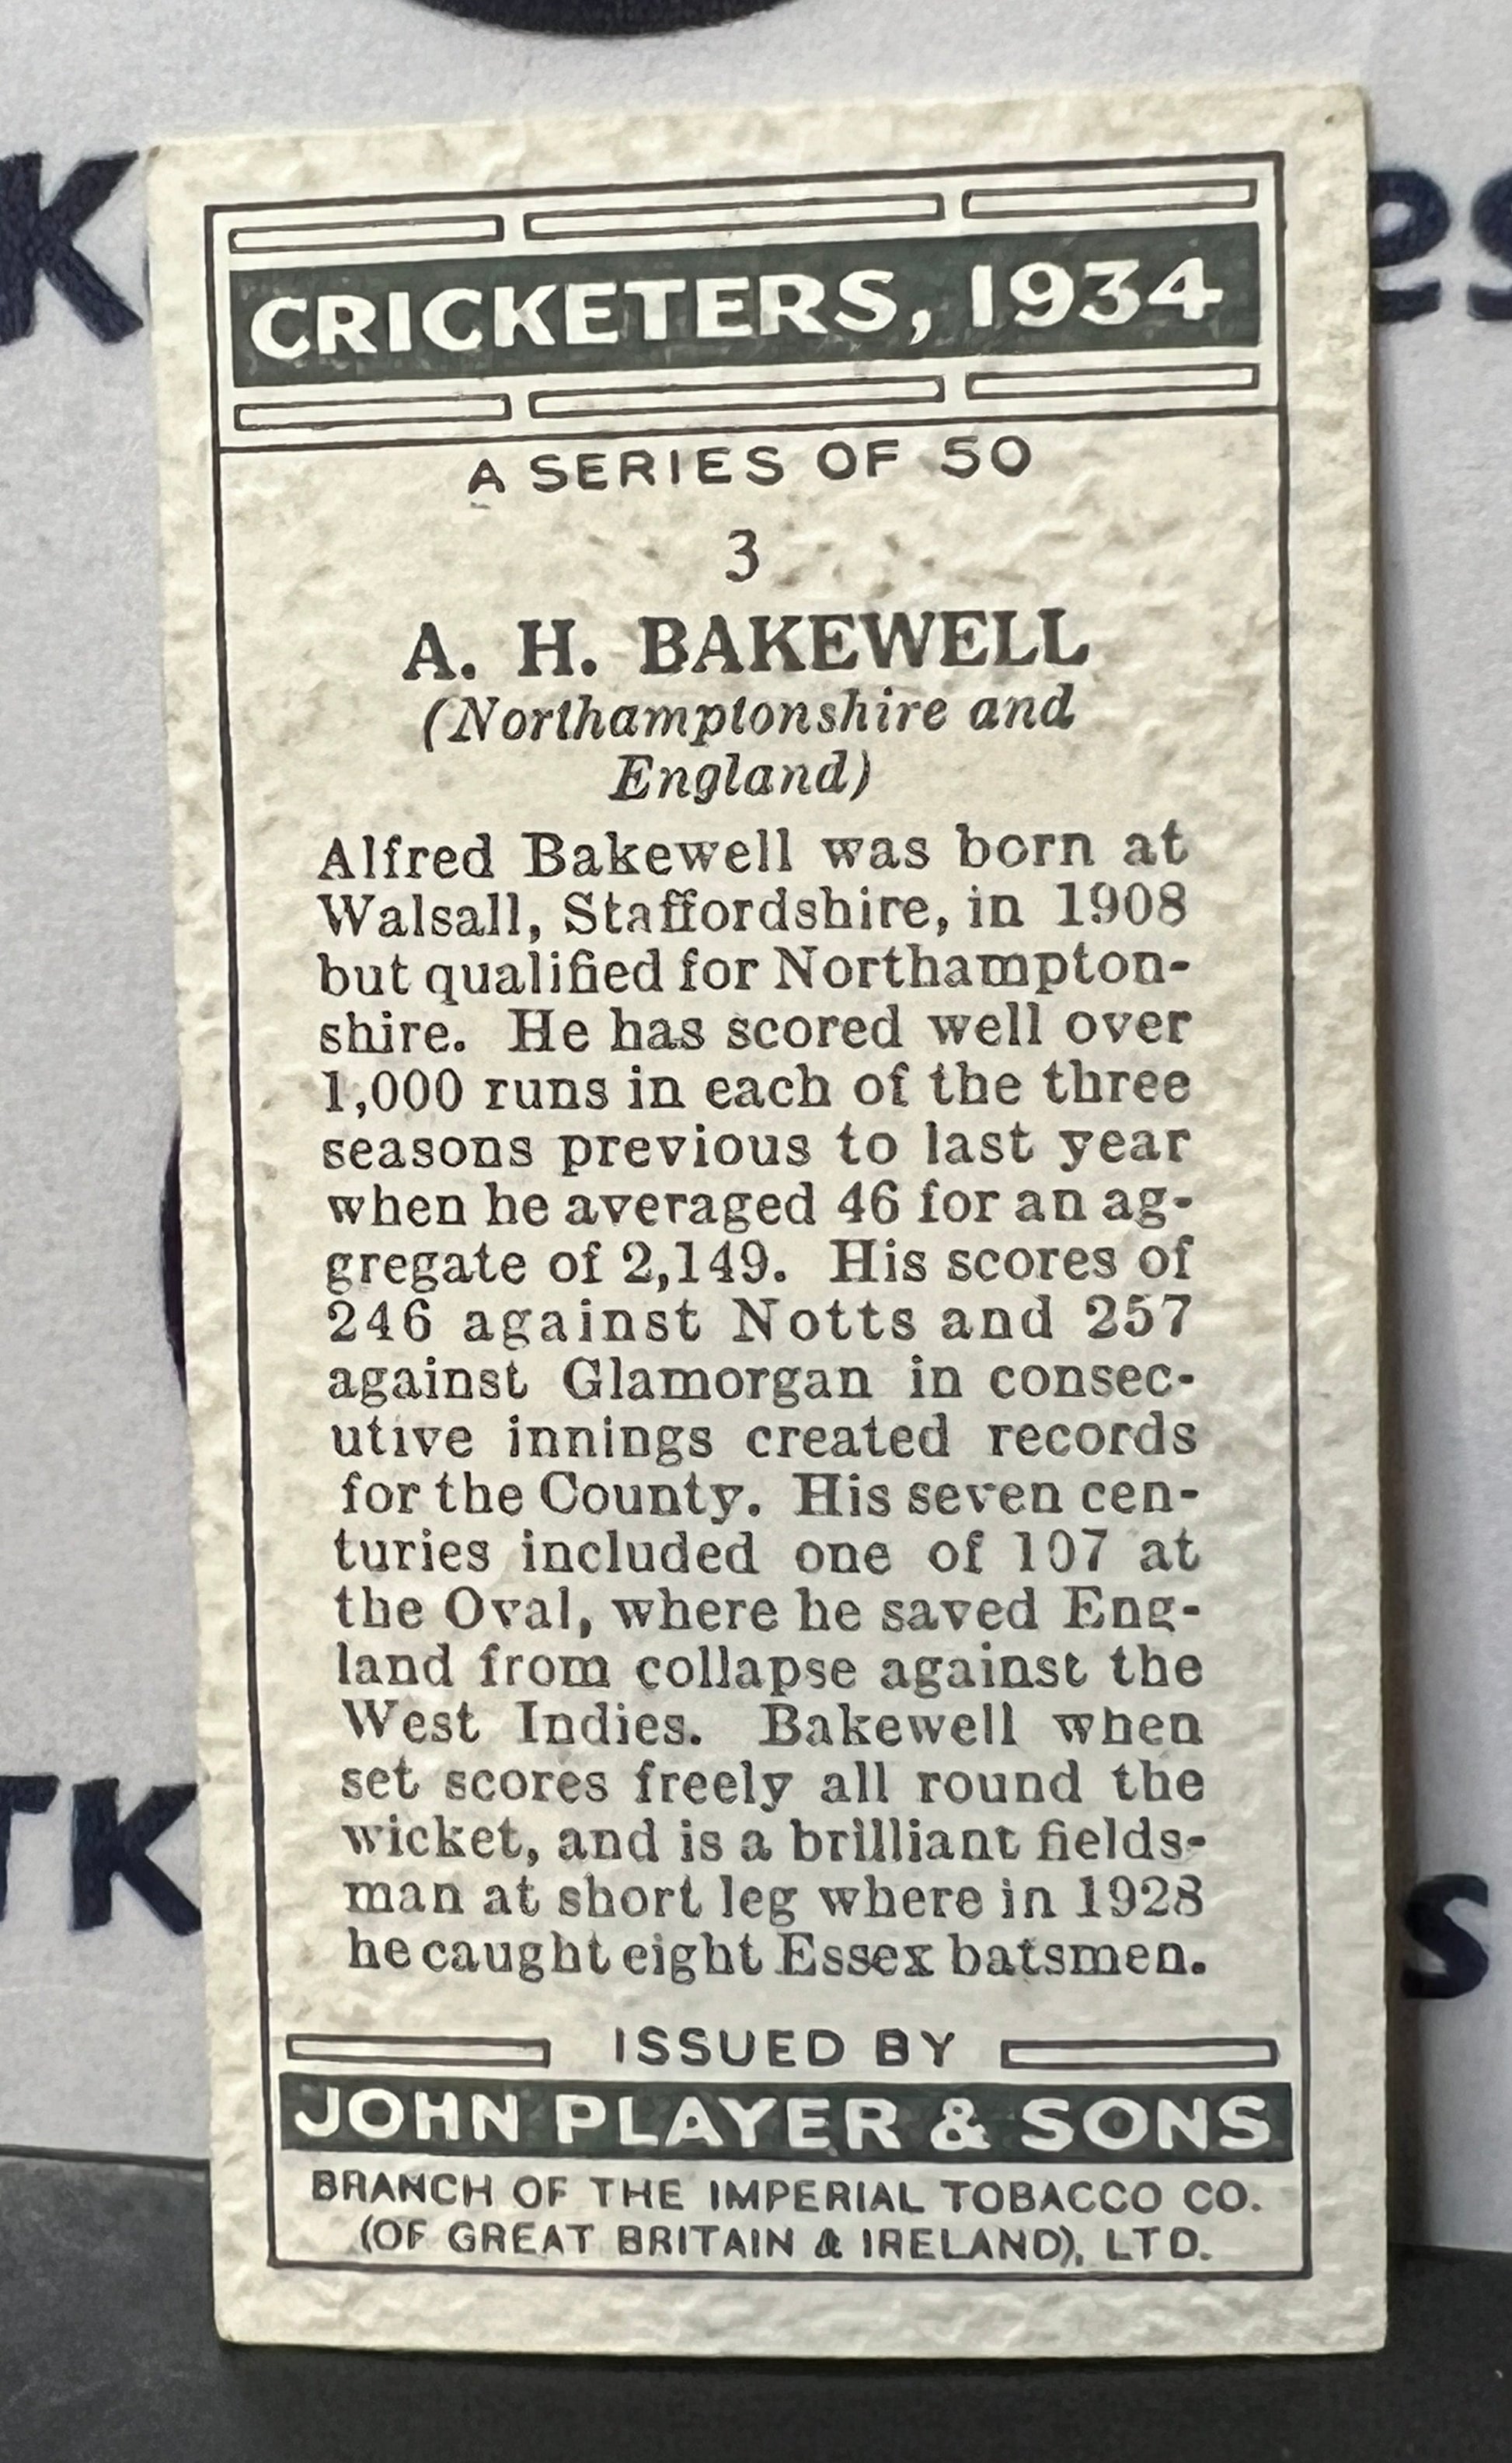 CRICKETERS, 1934
A SERIES OF 50
3
A. H. BAKEWELL
(Northamptonshire and
England)
Alfred Bakewell was born at
Walsall, Staffordshire, in 1908
but qualified for Northampton-
shire. He has scored well over
1,000 runs in each of the three
seasons previous to last year
when he averaged 46 for an ag-
gregate of 2,149. His scores of
246 against Notts and 257
against Glamorgan in consec-
utive innings created records
for the County. His seven cen-
turies included one of 107 at
the Oval, where he saved Eng-
land from collapse against the
West Indies. Bakewell when
set scores freely all round the
wicket, and is a brilliant fields-
man at short leg where in 1928
he caught eight Essex batsmen.
ISSUED BY
JOHN PLAYER & SONS
BRANCH OF THE IMPERIAL TOBACCO CO.
(OF GREAT BRITAIN & IRELAND), LTD.